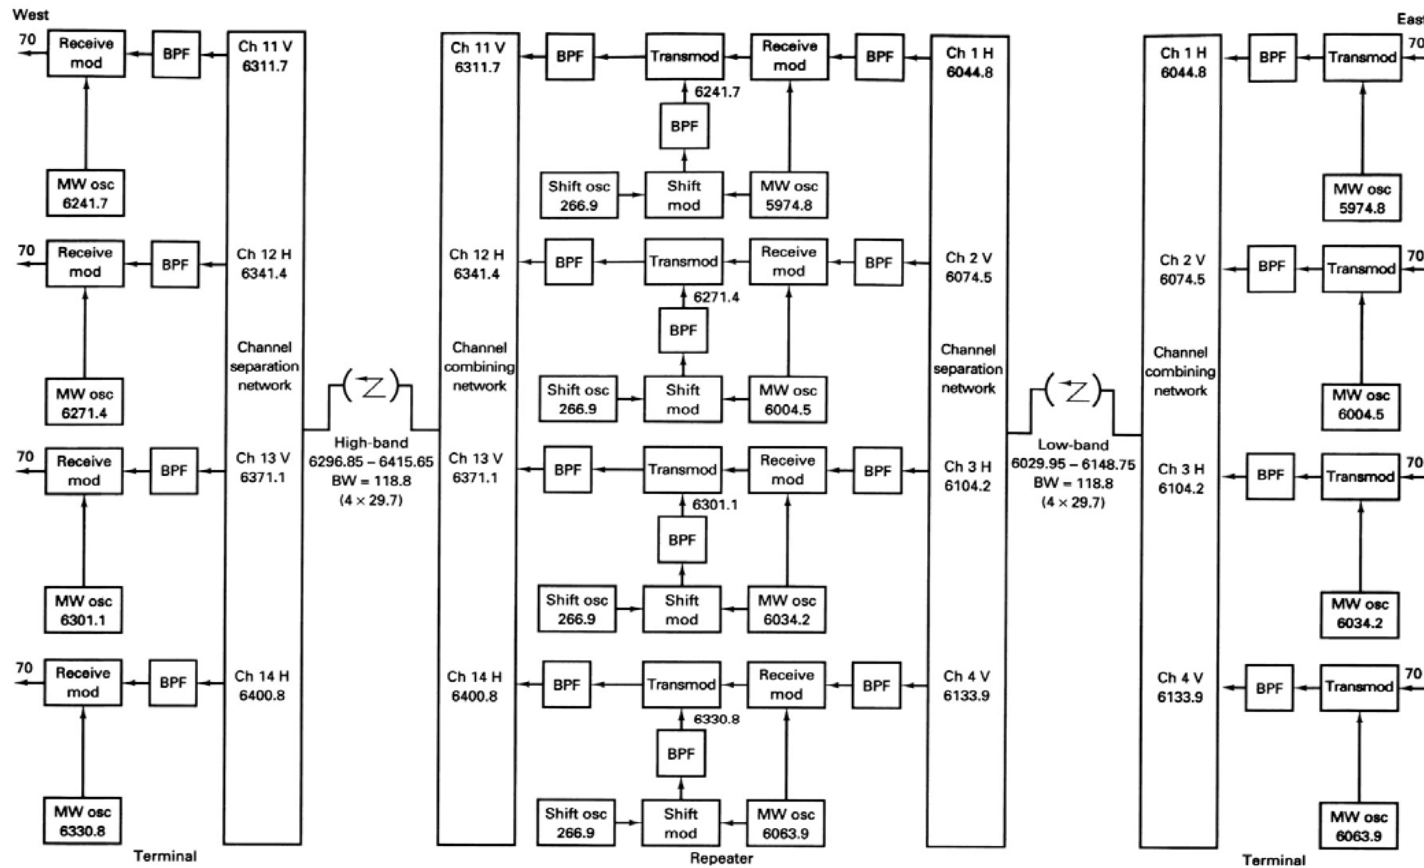 West
East
70
Receive mod
BPF
Ch 11 V
6311.7
Ch 11 V
6311.7
BPF
Transmod
Receive mod
BPF
Ch 1 H
6044.8
Ch 1 H
6044.8
BPF
Transmod
70
6241.7
BPF
MW osc
6241.7
Shift osc
266.9
Shift mod
MW osc
5974.8
MW osc
5974.8
70
Receive mod
BPF
Ch 12 H
6341.4
Ch 12 H
6341.4
BPF
Transmod
Receive mod
BPF
Ch 2 V
6074.5
Ch 2 V
6074.5
BPF
Transmod
70
6271.4
BPF
Channel
separation
network
Channel
combining
network
Channel
separation
network
Channel
combining
network
MW osc
6271.4
Shift osc
266.9
Shift mod
MW osc
6004.5
MW osc
6004.5
High-band
6296.85 – 6415.65
BW = 118.8
(4 × 29.7)
Low-band
6029.95 – 6148.75
BW = 118.8
(4 × 29.7)
70
Receive mod
BPF
Ch 13 V
6371.1
Ch 13 V
6371.1
BPF
Transmod
Receive mod
BPF
Ch 3 H
6104.2
Ch 3 H
6104.2
BPF
Transmod
70
6301.1
BPF
MW osc
6301.1
Shift osc
266.9
Shift mod
MW osc
6034.2
MW osc
6034.2
70
Receive mod
BPF
Ch 14 H
6400.8
Ch 14 H
6400.8
BPF
Transmod
Receive mod
BPF
Ch 4 V
6133.9
Ch 4 V
6133.9
BPF
Transmod
70
6330.8
BPF
MW osc
6330.8
Shift osc
266.9
Shift mod
MW osc
6063.9
MW osc
6063.9
Terminal
Repeater
Terminal